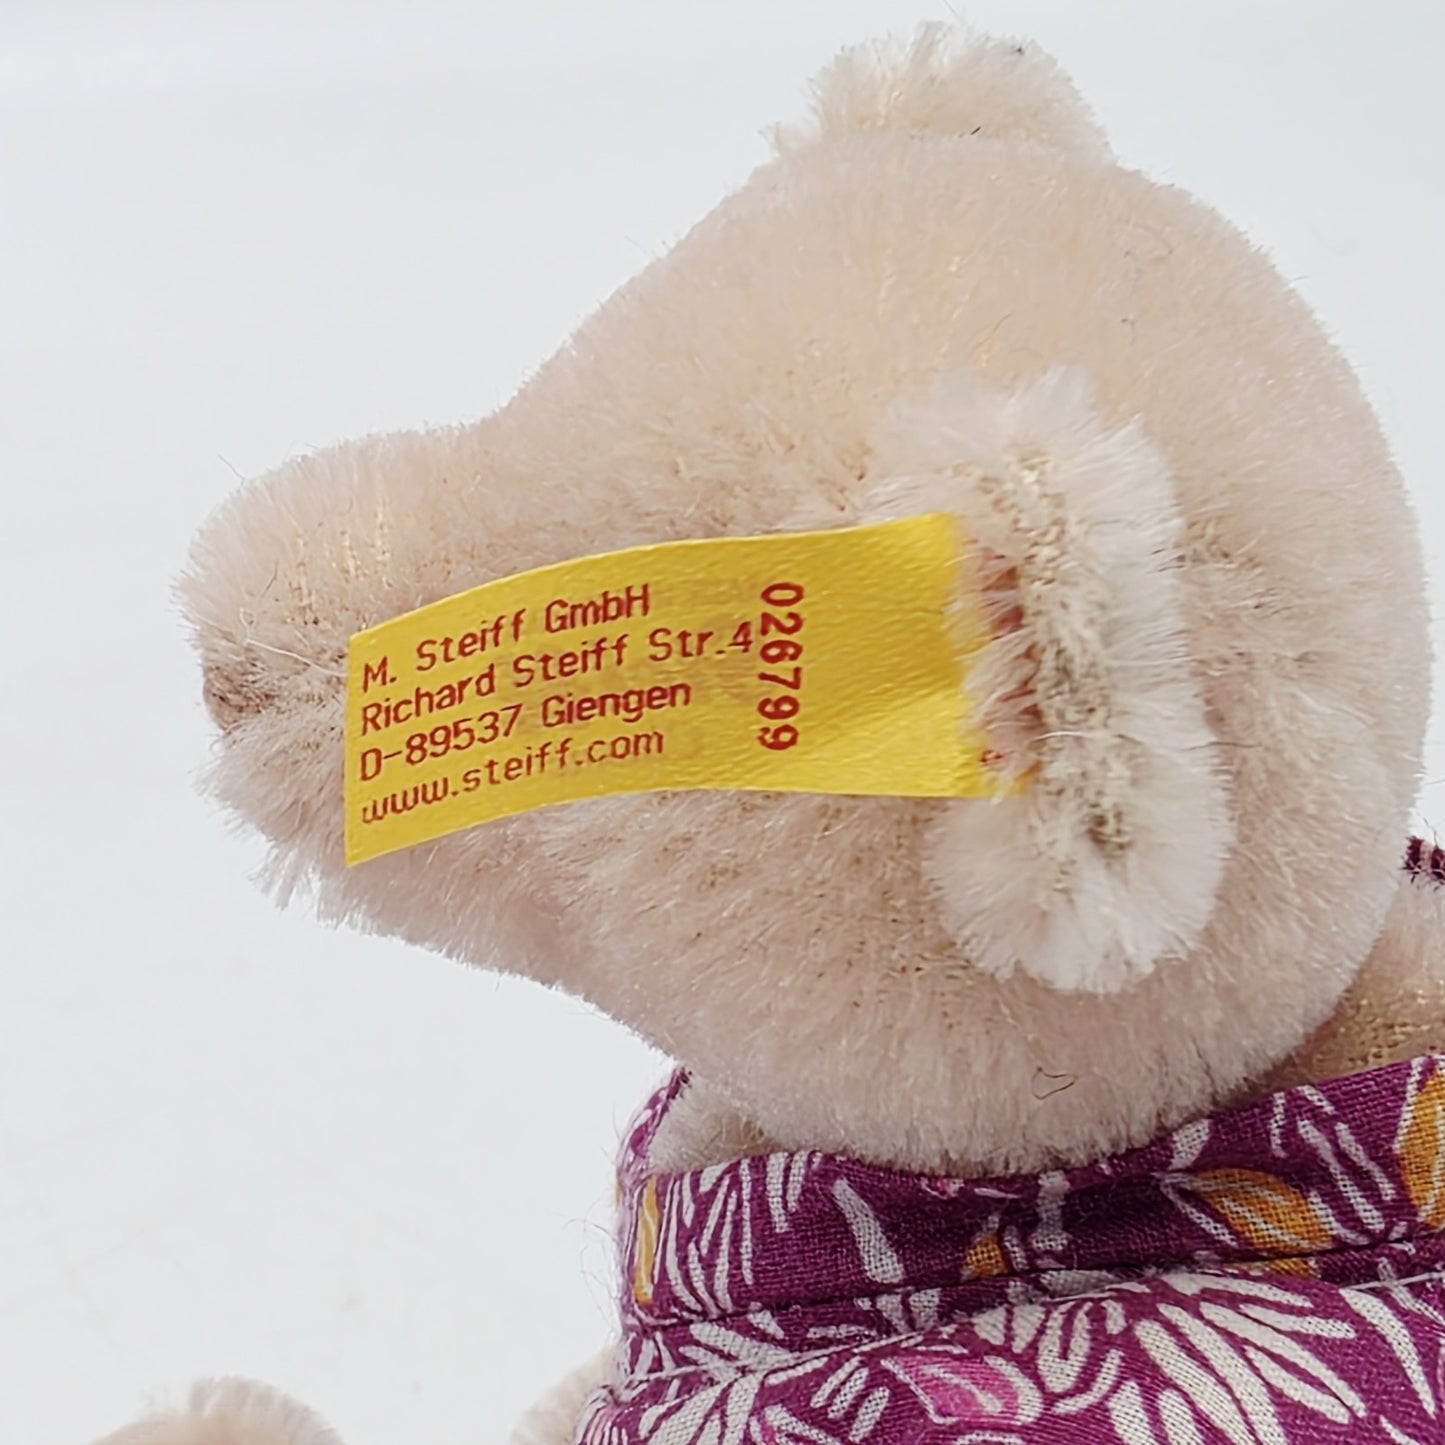 M. Steiff GmbH
Richard Steiff Str.4
D-89537 Giengen
www.steiff.com
026799